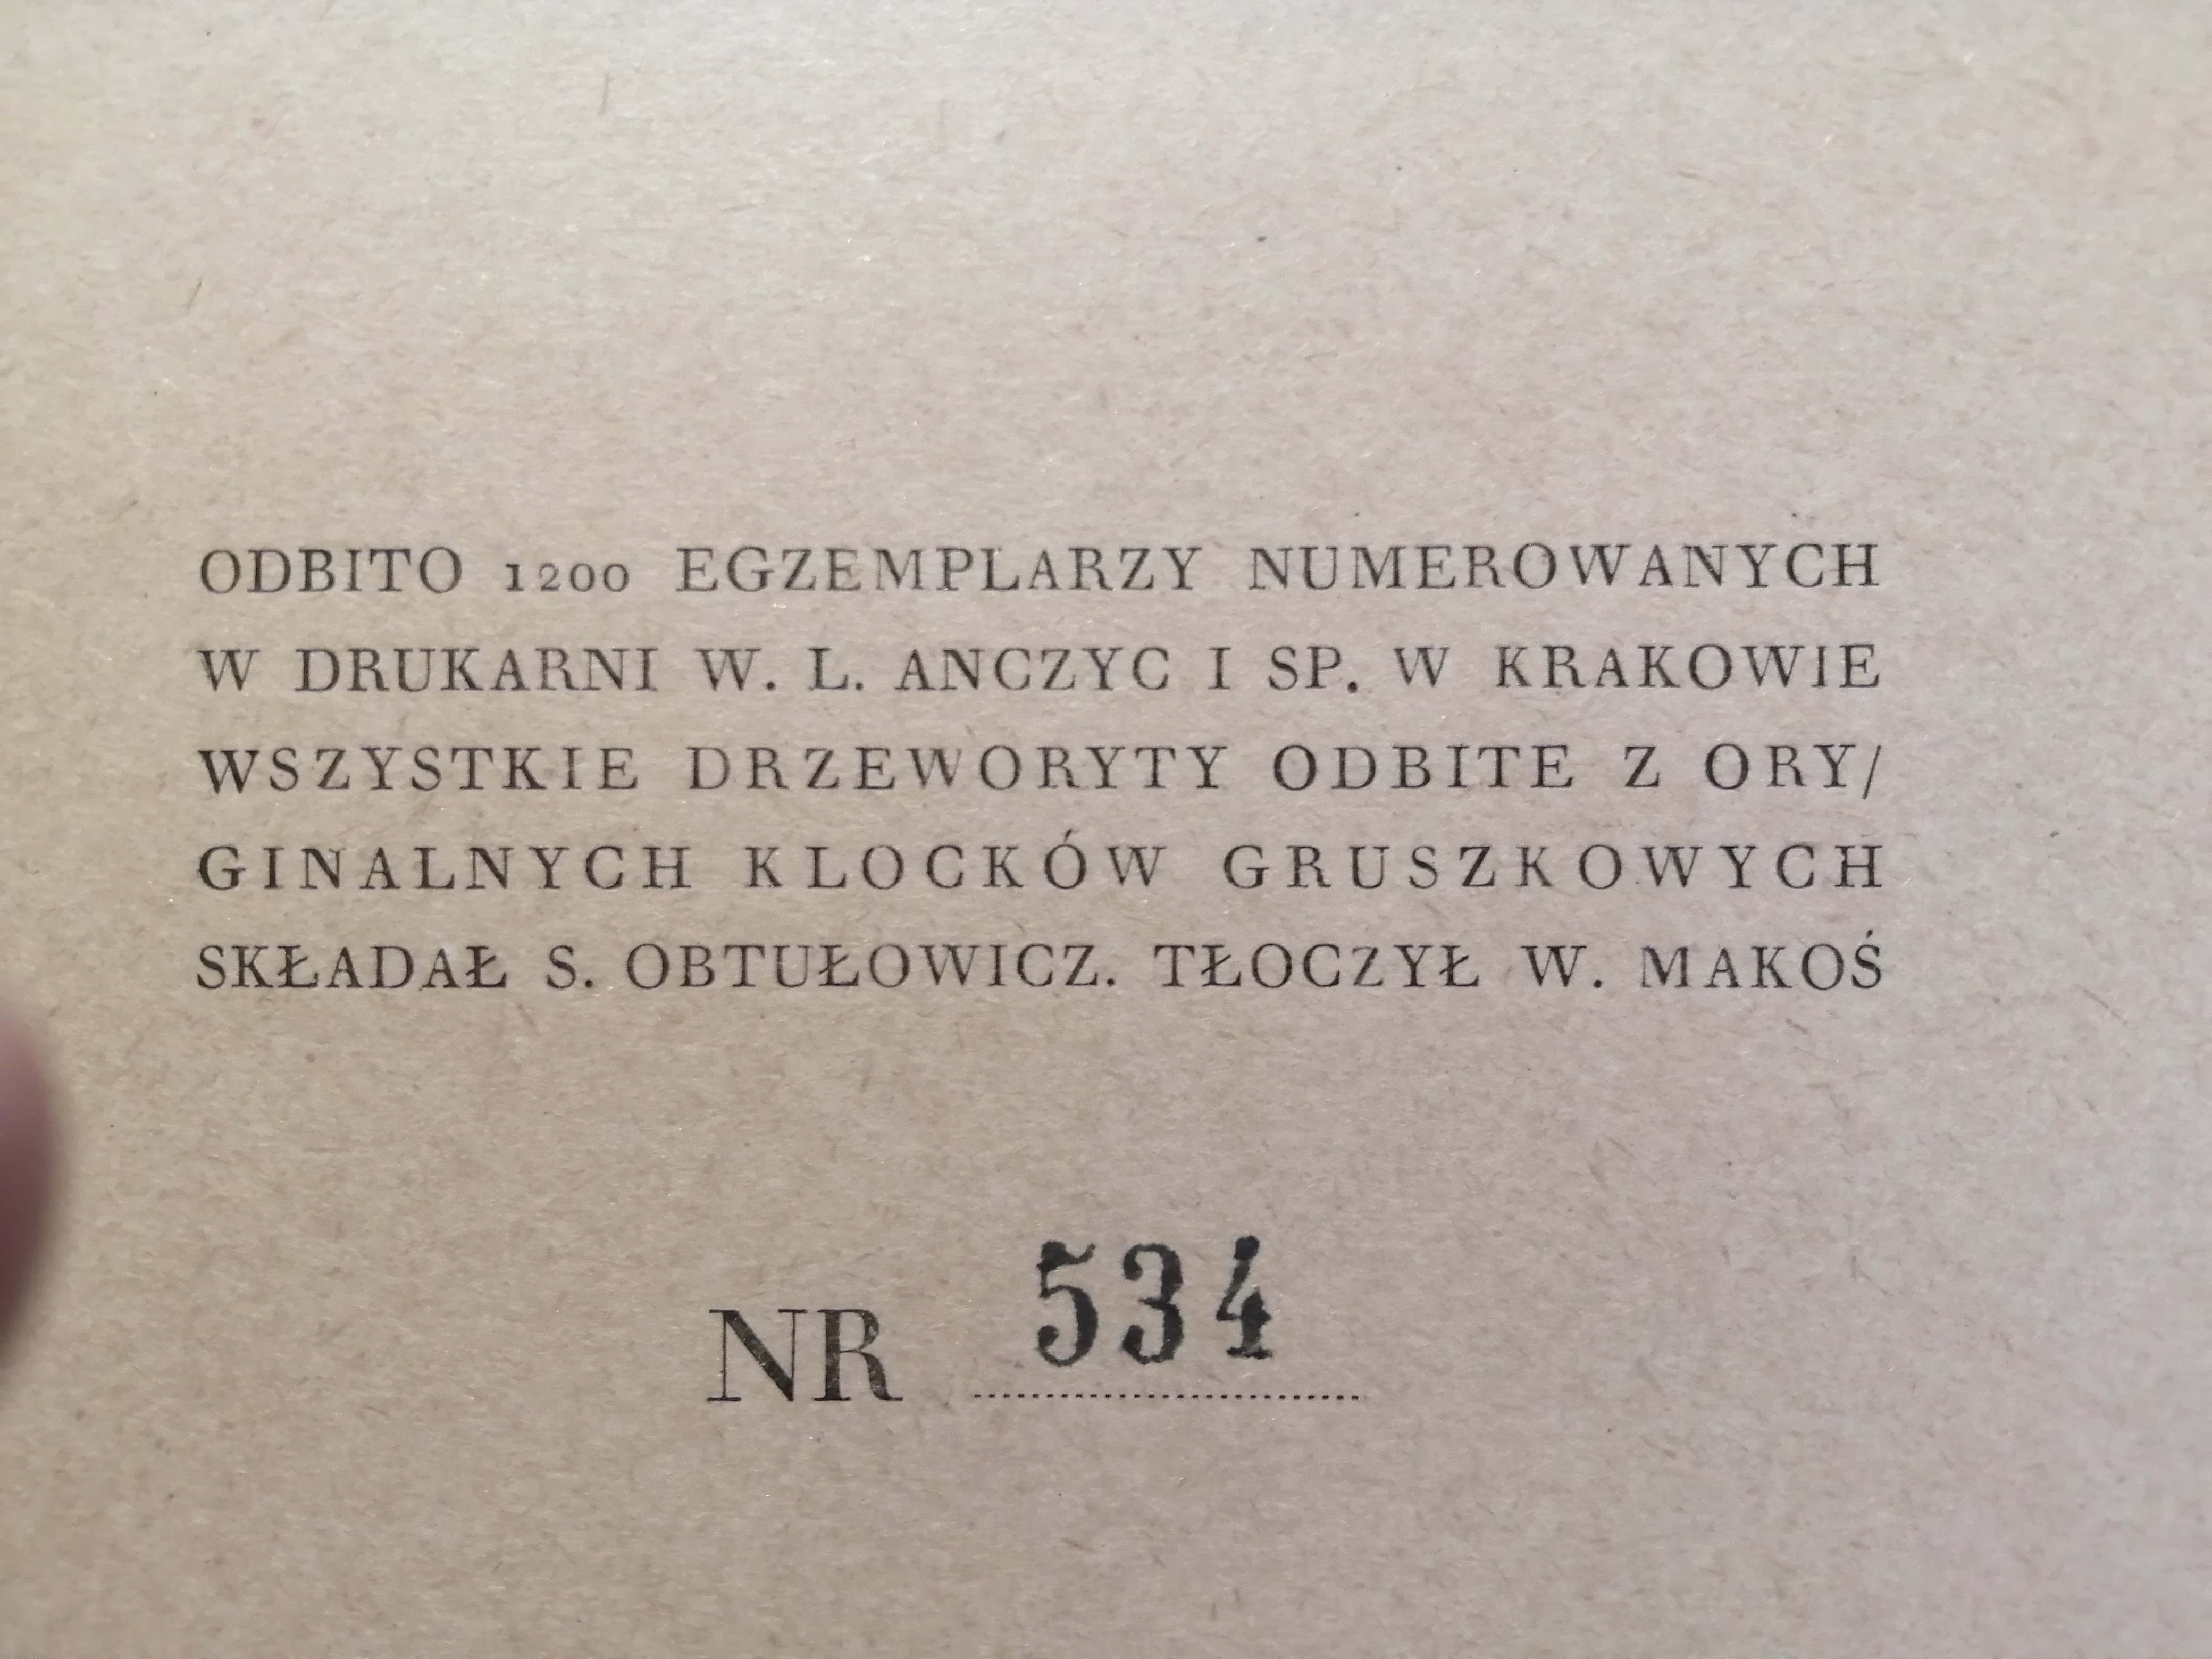 ODBITO 1200 EGZEMPLARZY NUMEROWANYCH
W DRUKARNI W. L. ANCZYC I SP. W KRAKOWIE
WSZYSTKIE DRZEWORYTY ODBITE Z ORY/
GINALNYCH KLOCKÓW GRUSZKOWYCH
SKŁADAŁ S. OBTUŁOWICZ. TŁOCZYŁ W. MAKOŚ
NR 534